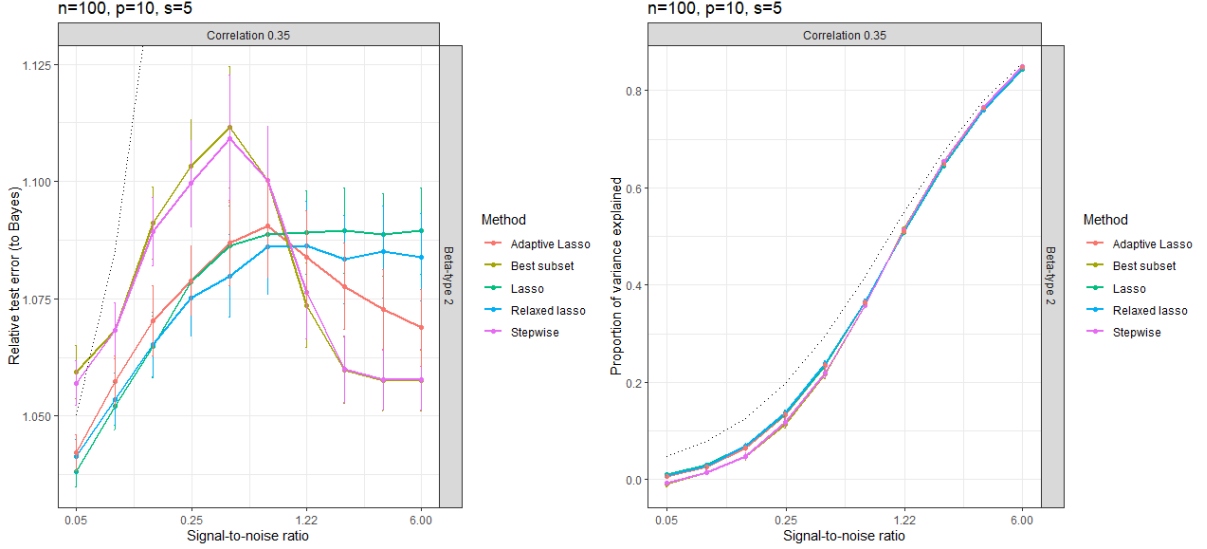 n=100, p=10, s=5
Correlation 0.35
Beta-type 2
Relative test error (to Bayes)
1.125
1.100
1.075
1.050
0.05
0.25
1.22
6.00
Signal-to-noise ratio
Method
Adaptive Lasso
Best subset
Lasso
Relaxed lasso
Stepwise
n=100, p=10, s=5
Correlation 0.35
Beta-type 2
Proportion of variance explained
0.8
0.6
0.4
0.2
0.0
0.05
0.25
1.22
6.00
Signal-to-noise ratio
Method
Adaptive Lasso
Best subset
Lasso
Relaxed lasso
Stepwise